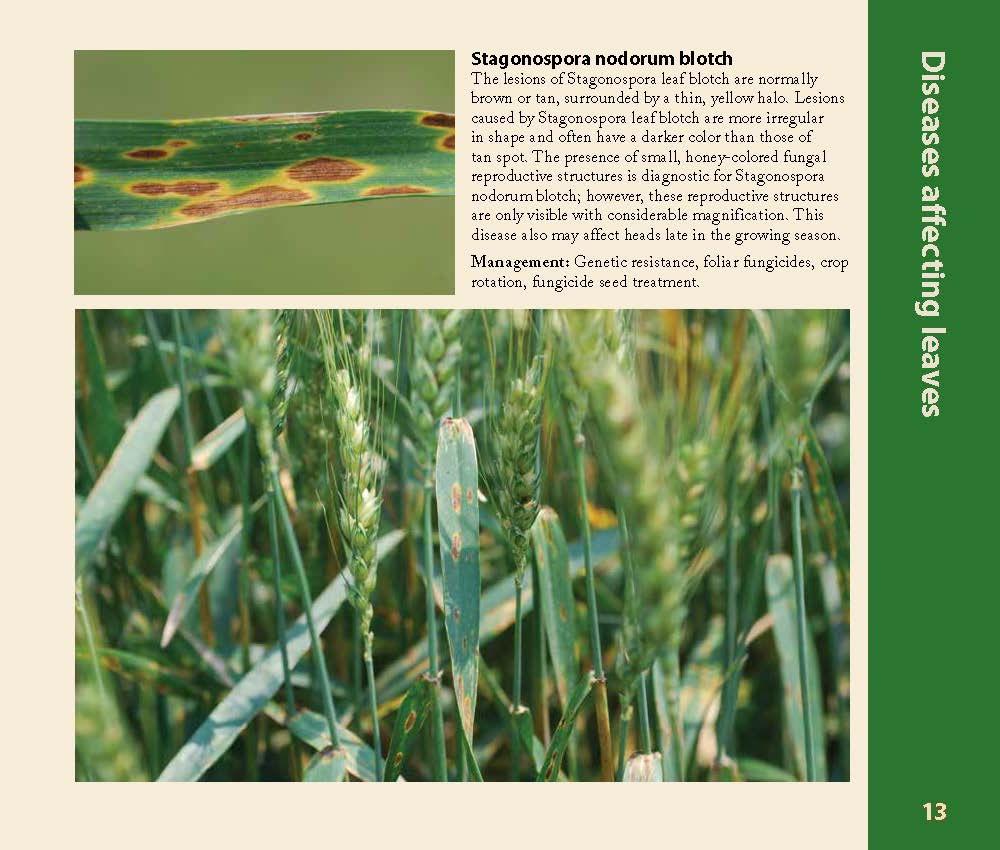 Stagonospora nodorum blotch
The lesions of Stagonospora leaf blotch are normally
brown or tan, surrounded by a thin, yellow halo. Lesions
caused by Stagonospora leaf blotch are more irregular
in shape and often have a darker color than those of
tan spot. The presence of small, honey-colored fungal
reproductive structures is diagnostic for Stagonospora
nodorum blotch; however, these reproductive structures
are only visible with considerable magnification. This
disease also may affect heads late in the growing season.
Management: Genetic resistance, foliar fungicides, crop
rotation, fungicide seed treatment.
Diseases affecting leaves
13